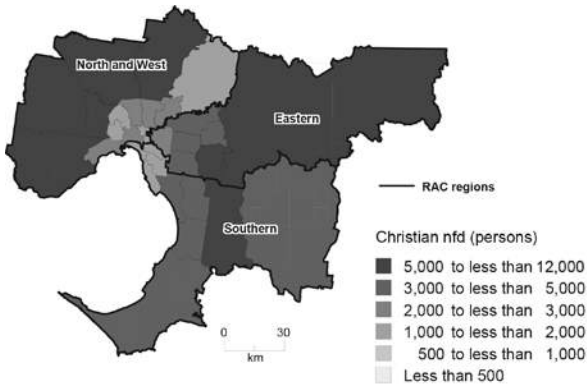 North and West
Eastern
RAC regions
Southern
Christian nfd (persons)
5,000 to less than 12,000
3,000 to less than 5,000
2,000 to less than 3,000
1,000 to less than 2,000
500 to less than 1,000
Less than 500
0 30
km